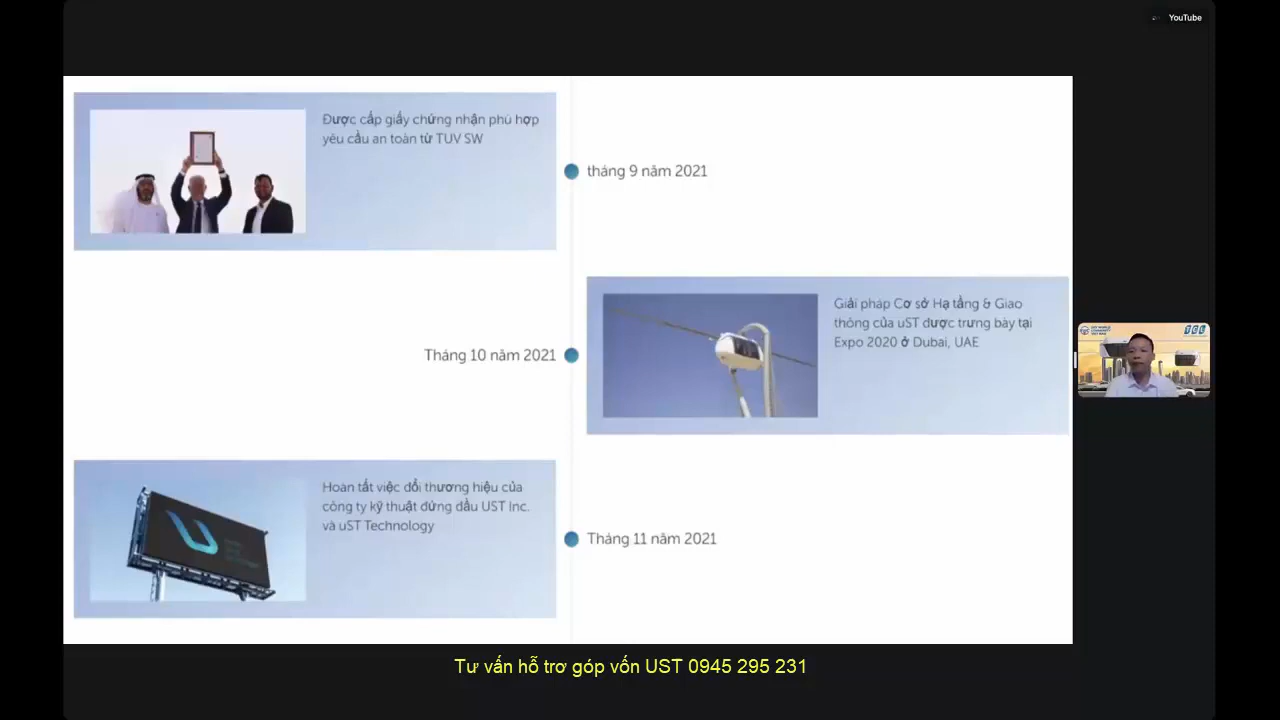 YouTube
Được cấp giấy chứng nhận phù hợp
yêu cầu an toàn từ TUV SW
tháng 9 năm 2021
Tháng 10 năm 2021
Giải pháp Cơ sở Hạ tầng & Giao
thông của uST được trưng bày tại
Expo 2020 ở Dubai, UAE
Hoàn tất việc đổi thương hiệu của
công ty kỹ thuật đứng đầu UST Inc.
và uST Technology
Tháng 11 năm 2021
Tư vấn hỗ trơ góp vốn UST 0945 295 231